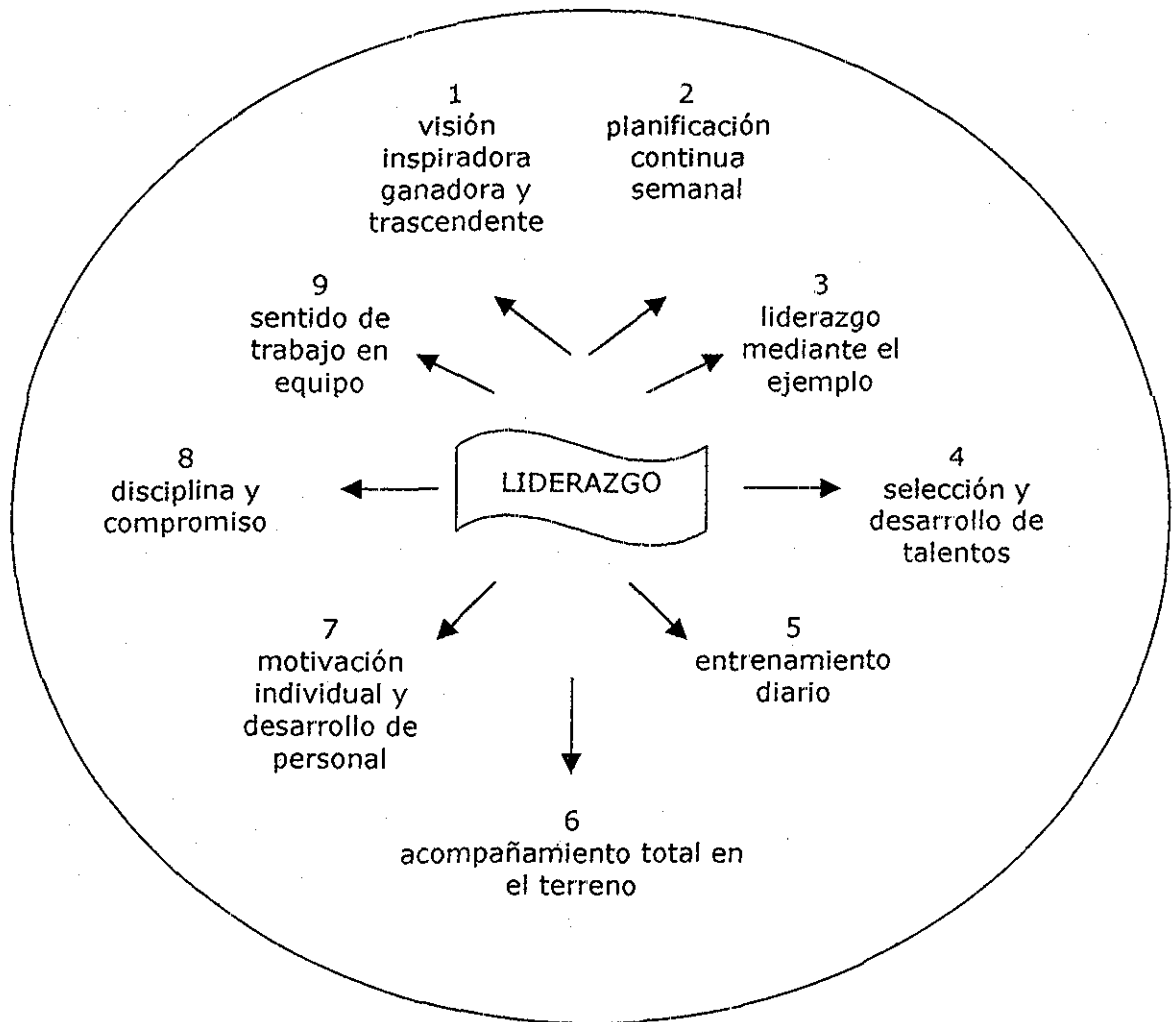 1
visión
inspiradora
ganadora y
trascendente
2
planificación
continua
semanal
3
liderazgo
mediante el
ejemplo
4
selección y
desarrollo de
talentos
5
entrenamiento
diario
6
acompañamiento total en
el terreno
7
motivación
individual y
desarrollo de
personal
8
disciplina y
compromiso
9
sentido de
trabajo en
equipo
LIDERAZGO